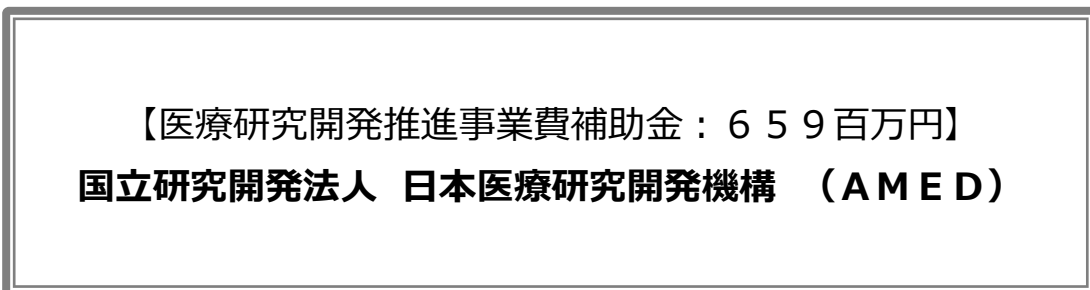 【医療研究開発推進事業費補助金：６５９百万円】
国立研究開発法人 日本医療研究開発機構 （ＡＭＥＤ）